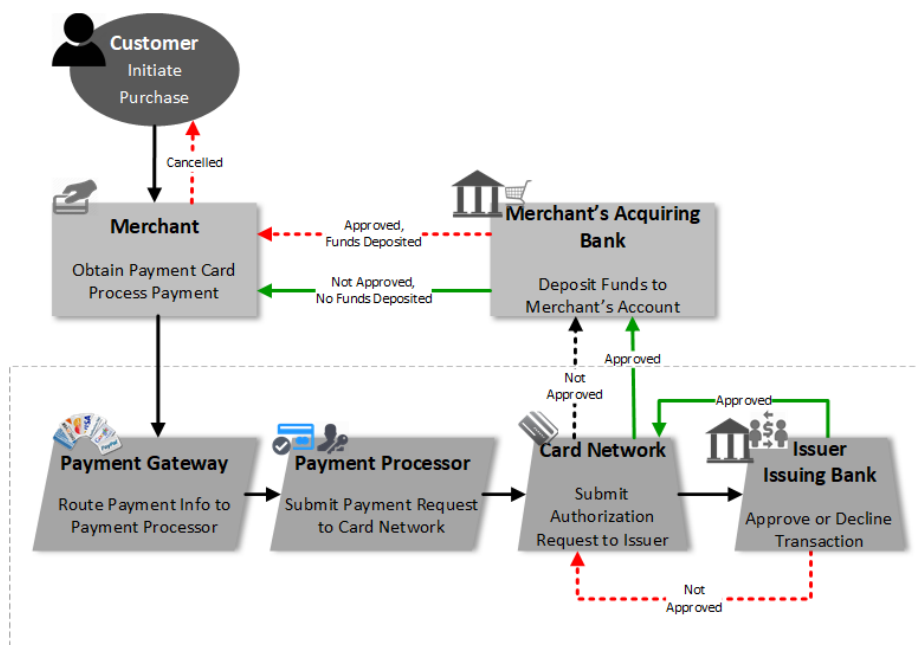 Customer
Initiate
Purchase
Cancelled
Merchant
Obtain Payment Card
Process Payment
Approved,
Funds Deposited
Not Approved,
No Funds Deposited
Merchant's Acquiring
Bank
Deposit Funds to
Merchant's Account
Not
Approved
Approved
Approved
VISA
PayPal
Payment Gateway
Route Payment Info to
Payment Processor
Payment Processor
Submit Payment Request
to Card Network
Card Network
Submit
Authorization
Request to Issuer
$
Issuer
Issuing Bank
Approve or Decline
Transaction
Not
Approved